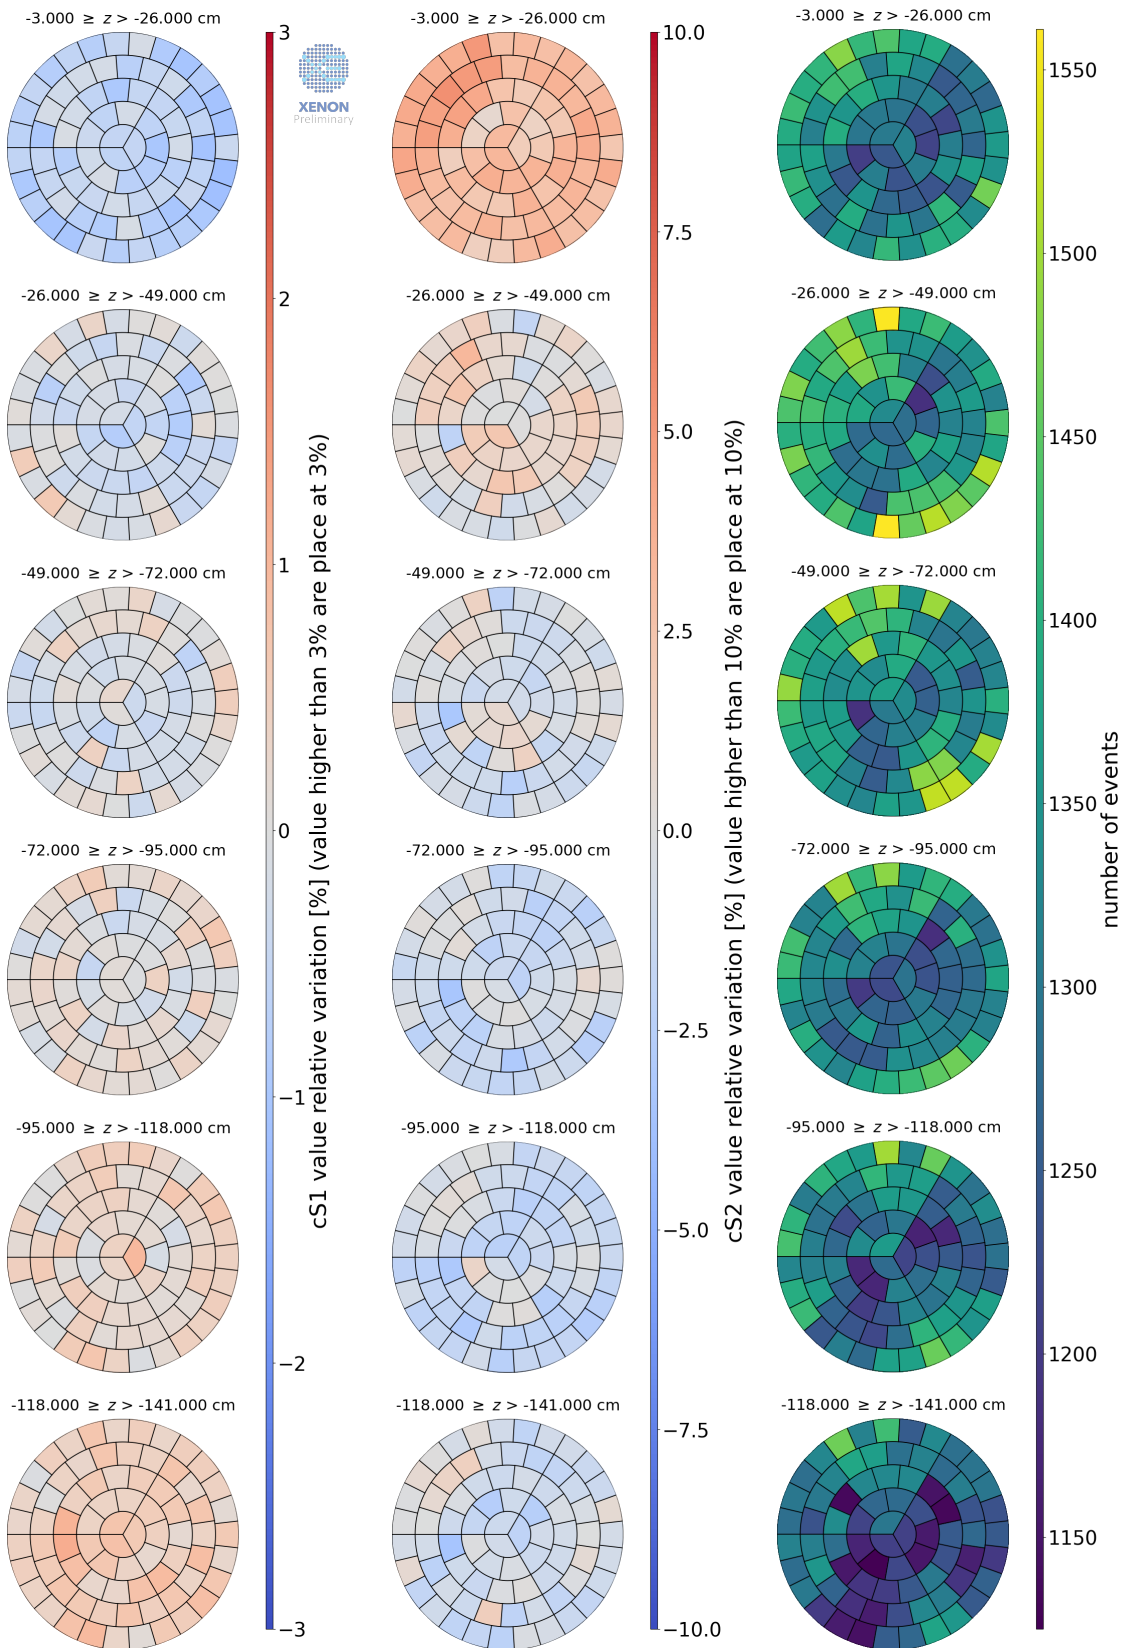 -3.000 ≥ z > -26.000 cm
-26.000 ≥ z > -49.000 cm
-49.000 ≥ z > -72.000 cm
-72.000 ≥ z > -95.000 cm
-95.000 ≥ z > -118.000 cm
-118.000 ≥ z > -141.000 cm
3
2
1
0
−1
−2
−3
cS1 value relative variation [%] (value higher than 3% are place at 3%)
XENON
Preliminary
-3.000 ≥ z > -26.000 cm
-26.000 ≥ z > -49.000 cm
-49.000 ≥ z > -72.000 cm
-72.000 ≥ z > -95.000 cm
-95.000 ≥ z > -118.000 cm
-118.000 ≥ z > -141.000 cm
10.0
7.5
5.0
2.5
0.0
−2.5
−5.0
−7.5
−10.0
cS2 value relative variation [%] (value higher than 10% are place at 10%)
-3.000 ≥ z > -26.000 cm
-26.000 ≥ z > -49.000 cm
-49.000 ≥ z > -72.000 cm
-72.000 ≥ z > -95.000 cm
-95.000 ≥ z > -118.000 cm
-118.000 ≥ z > -141.000 cm
1550
1500
1450
1400
1350
1300
1250
1200
1150
number of events